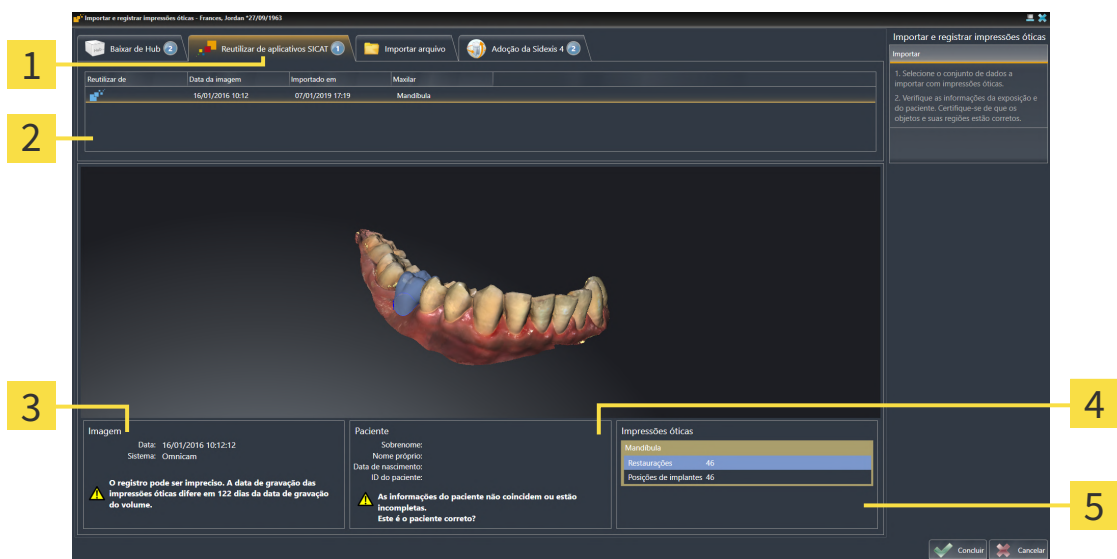 Importar e registrar impressões óticas - Frances, Jordan *27/09/1963
Baixar de Hub 2
Reutilizar de aplicativos SICAT 1
Importar arquivo
Adoção da Sidexis 4 2
Importar e registrar impressões óticas
Importar
1. Selecione o conjunto de dados a
importar com impressões óticas.
2. Verifique as informações da exposição e
do paciente. Certifique-se de que os
objetos e suas regiões estão corretos.
1
Reutilizar de Data da imagem Importado em Maxilar
16/01/2016 10:12 07/01/2019 17:19 Mandíbula
2
3
Imagem
Data: 16/01/2016 10:12:12
Sistema: Omnicam
O registro pode ser impreciso. A data de gravação das
impressões óticas difere em 122 dias da data de gravação
do volume.
Paciente
Sobrenome:
Nome próprio:
Data de nascimento:
ID do paciente:
As informações do paciente não coincidem ou estão
incompletas.
Este é o paciente correto?
4
Impressões óticas
Mandíbula
Restaurações 46
Posições de implantes 46
5
Concluir
Cancelar